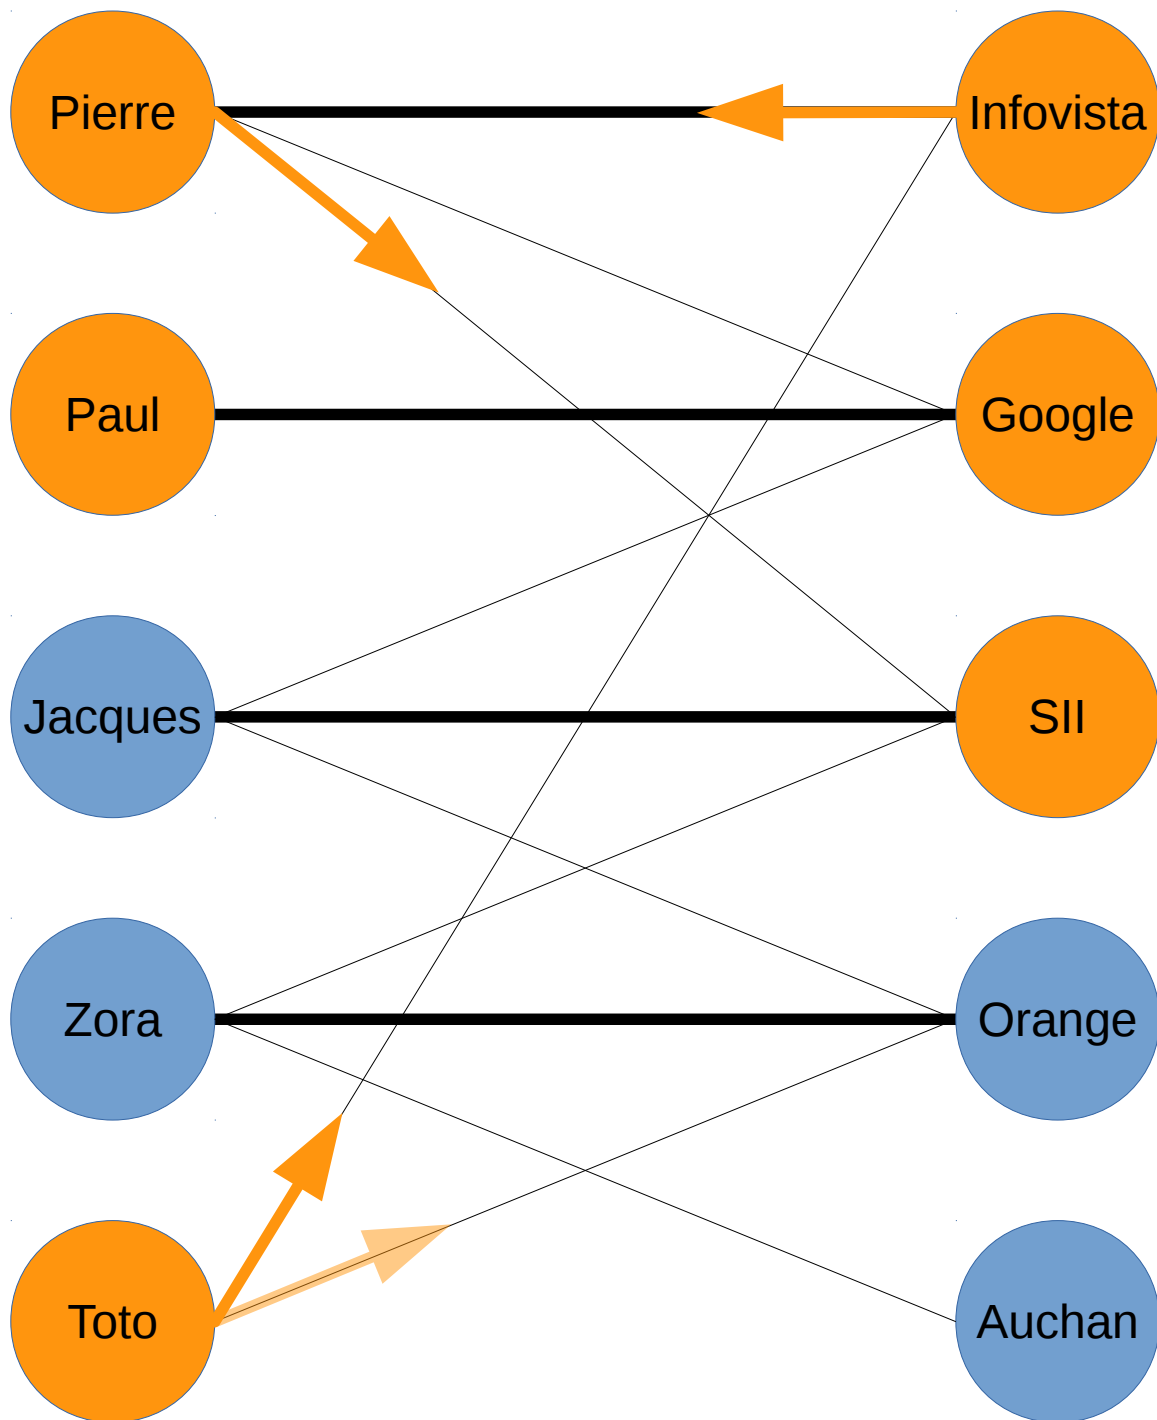 Pierre
Infovista
Paul
Google
Jacques
SII
Zora
Orange
Toto
Auchan